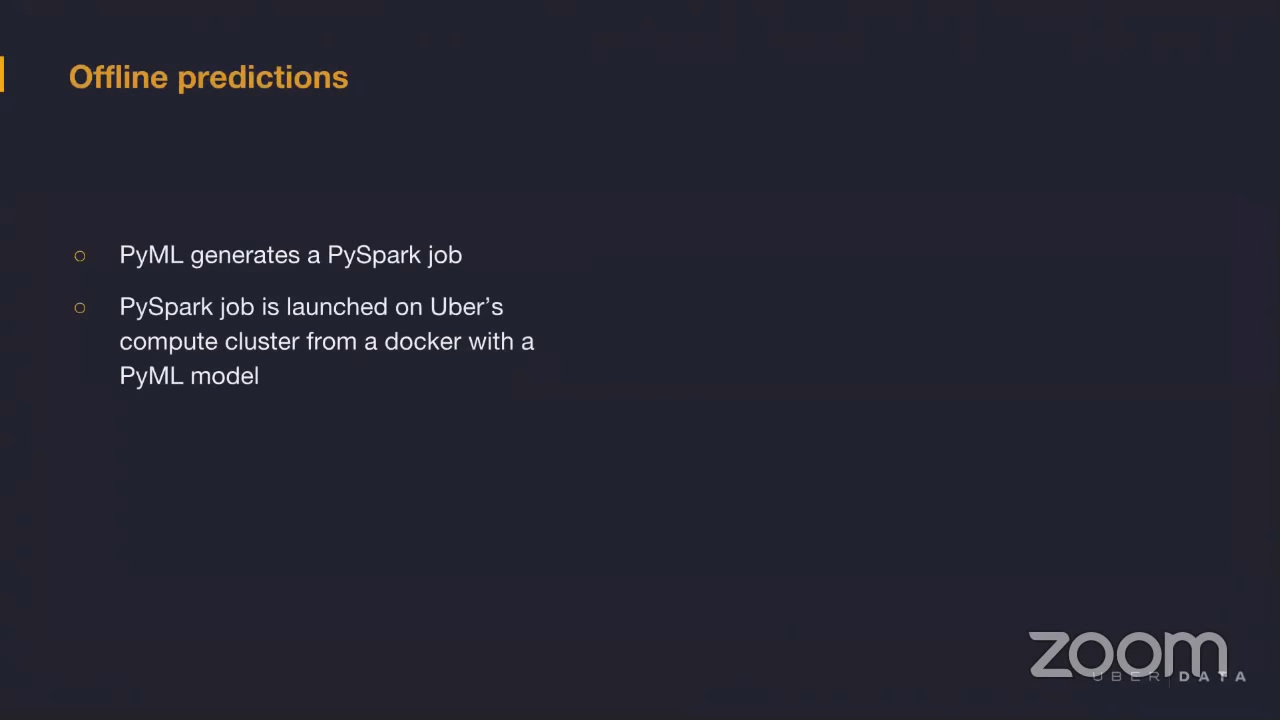 Offline predictions
○ PyML generates a PySpark job
○ PySpark job is launched on Uber's
compute cluster from a docker with a
PyML model
zoom
UBER | DATA